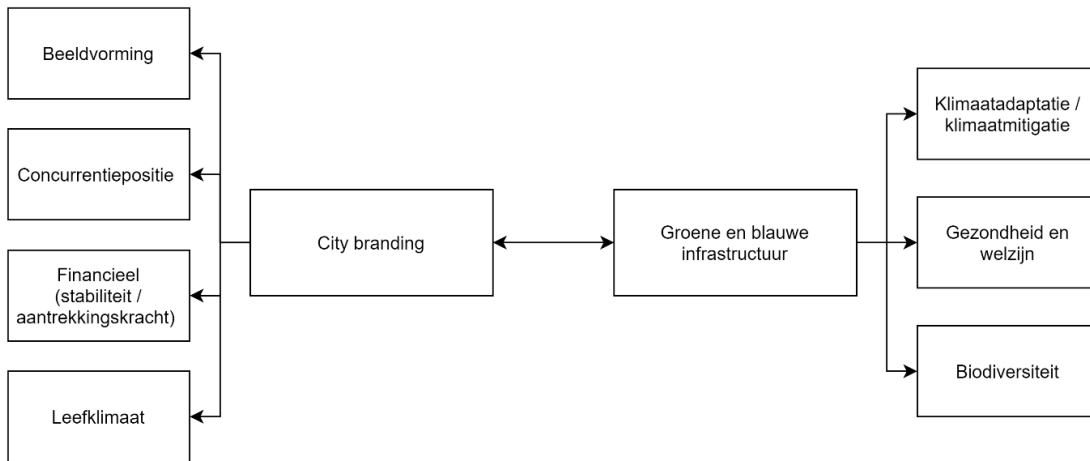 Beeldvorming
Concurrentiepositie
Financieel
(stabiliteit /
aantrekkingskracht)
Leefklimaat
City branding
Groene en blauwe
infrastructuur
Klimaatadaptatie /
klimaatmitigatie
Gezondheid en
welzijn
Biodiversiteit